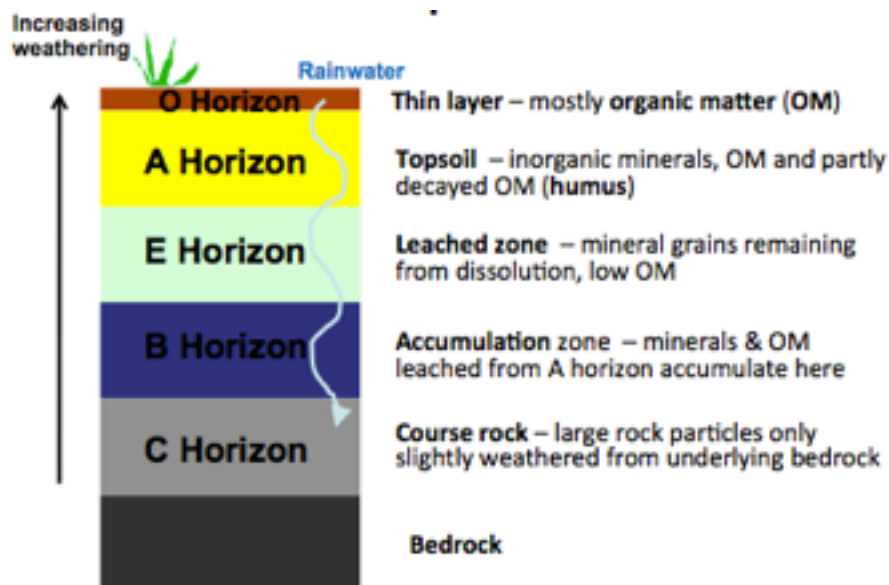 Increasing
weathering
Rainwater
O Horizon
Thin layer – mostly organic matter (OM)
A Horizon
Topsoil – inorganic minerals, OM and partly
decayed OM (humus)
E Horizon
Leached zone – mineral grains remaining
from dissolution, low OM
B Horizon
Accumulation zone – minerals & OM
leached from A horizon accumulate here
C Horizon
Course rock – large rock particles only
slightly weathered from underlying bedrock
Bedrock